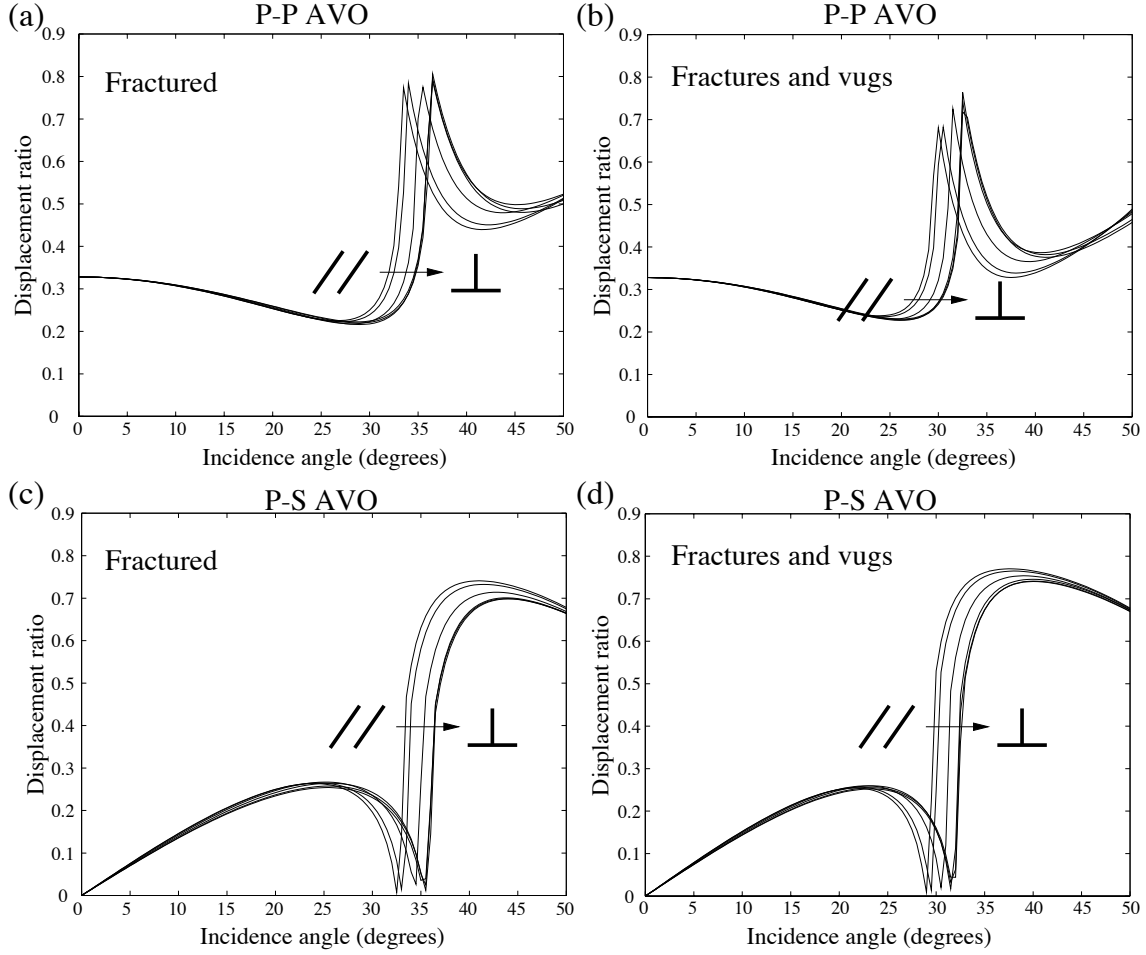 (a)
P-P AVO
Fractured
Displacement ratio
0.9
0.8
0.7
0.6
0.5
0.4
0.3
0.2
0.1
0
0 5 10 15 20 25 30 35 40 45 50
Incidence angle (degrees)
(b)
P-P AVO
Fractures and vugs
Displacement ratio
0.9
0.8
0.7
0.6
0.5
0.4
0.3
0.2
0.1
0
0 5 10 15 20 25 30 35 40 45 50
Incidence angle (degrees)
(c)
P-S AVO
Fractured
Displacement ratio
0.9
0.8
0.7
0.6
0.5
0.4
0.3
0.2
0.1
0
0 5 10 15 20 25 30 35 40 45 50
Incidence angle (degrees)
(d)
P-S AVO
Fractures and vugs
Displacement ratio
0.9
0.8
0.7
0.6
0.5
0.4
0.3
0.2
0.1
0
0 5 10 15 20 25 30 35 40 45 50
Incidence angle (degrees)